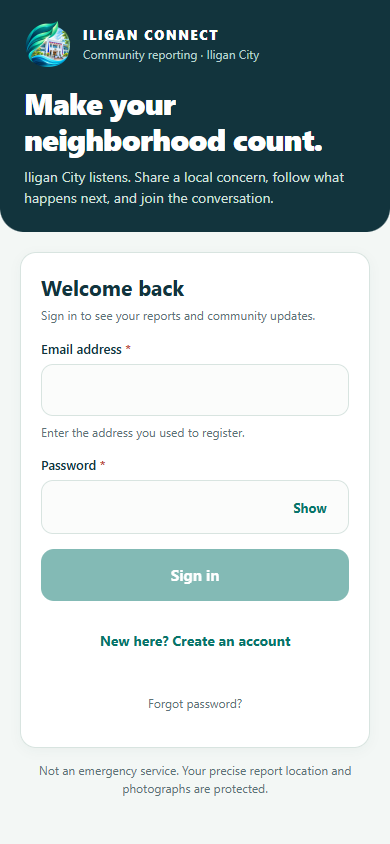 ILIGAN CONNECT
Community reporting · Iligan City
Make your
neighborhood count.
Iligan City listens. Share a local concern, follow what
happens next, and join the conversation.
Welcome back
Sign in to see your reports and community updates.
Email address *
Enter the address you used to register.
Password *
Show
Sign in
New here? Create an account
Forgot password?
Not an emergency service. Your precise report location and
photographs are protected.